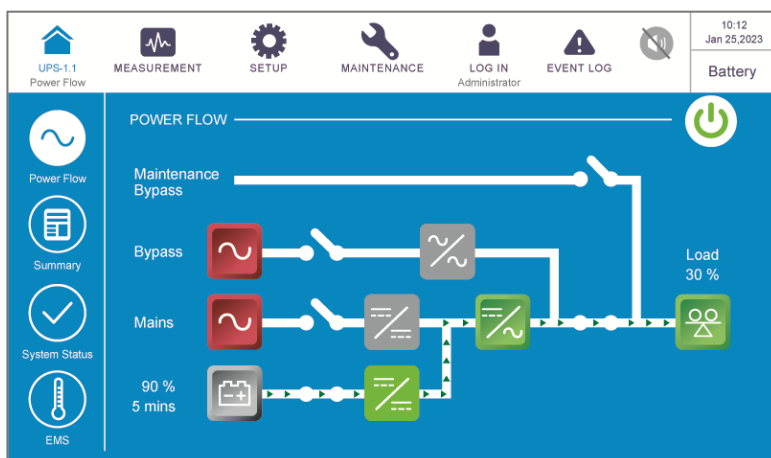 UPS-1.1
Power Flow
MEASUREMENT
SETUP
MAINTENANCE
LOG IN
Administrator
EVENT LOG
10:12
Jan 25,2023
Battery
Power Flow
Summary
System Status
EMS
POWER FLOW
Maintenance
Bypass
Bypass
Mains
90 %
5 mins
Load
30 %